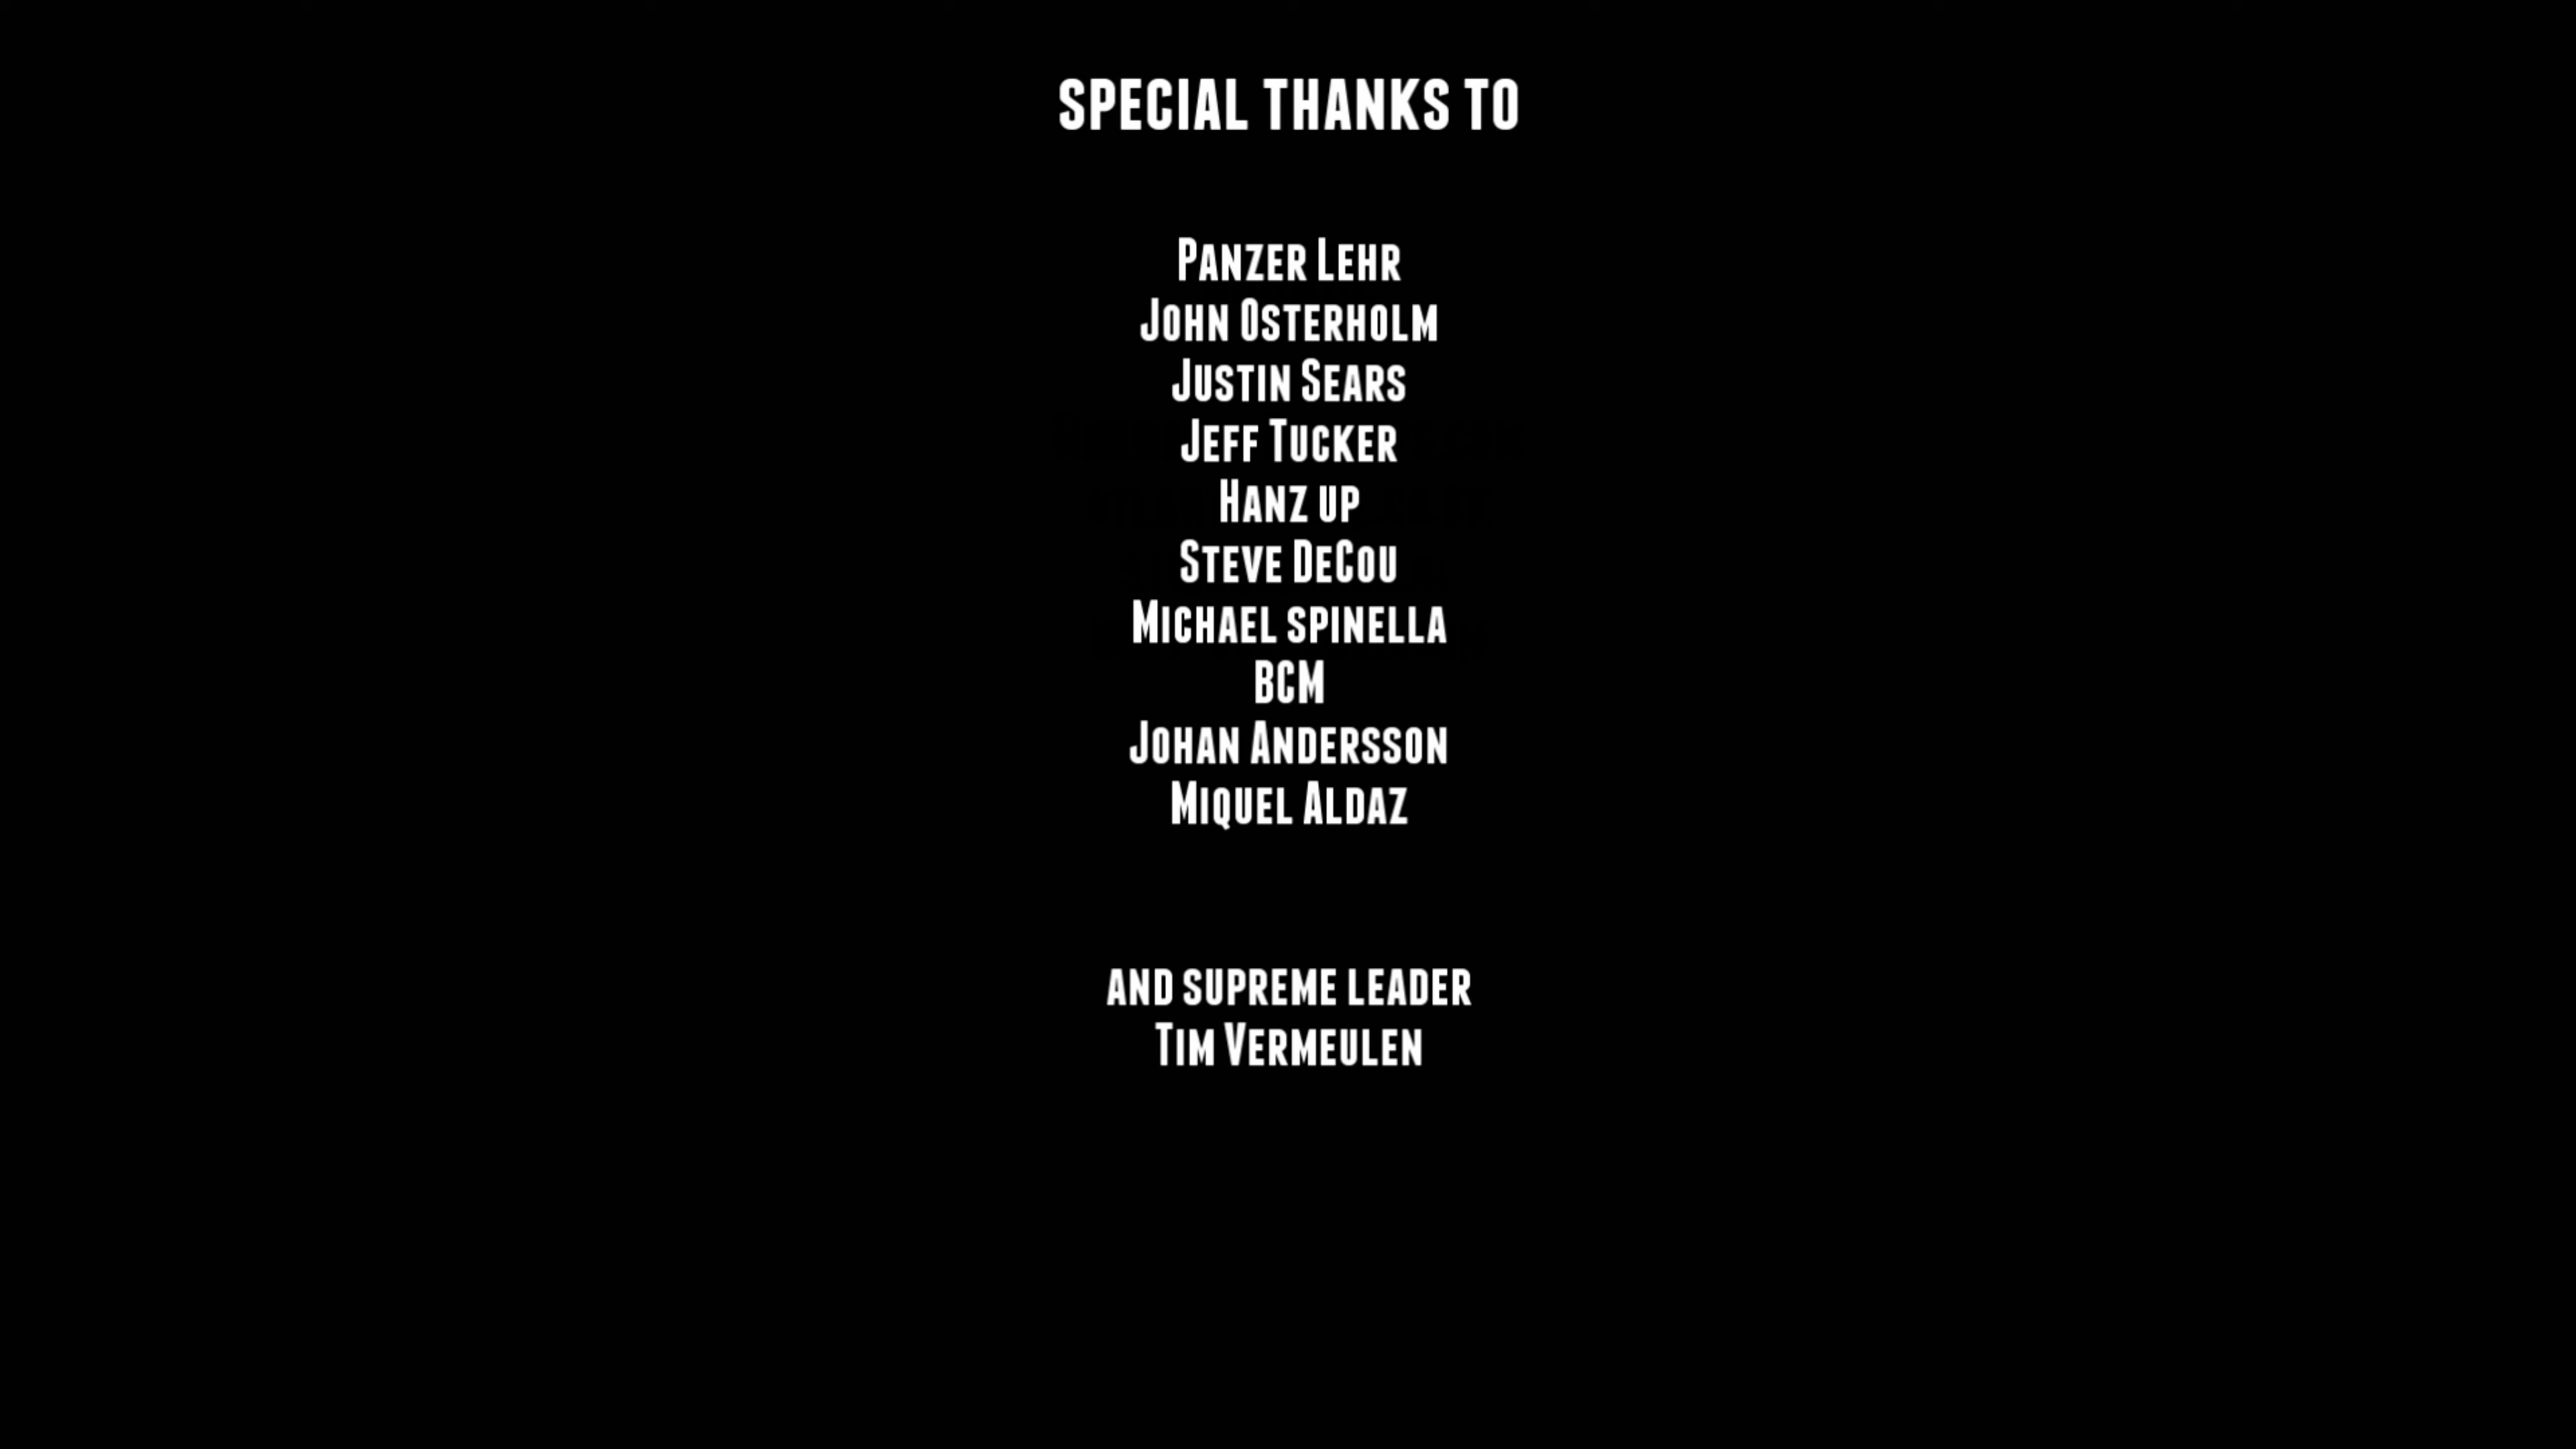 SPECIAL THANKS TO
Panzer Lehr
John Osterholm
Justin Sears
Jeff Tucker
Hanz up
Steve DeCou
Michael spinella
BCM
Johan Andersson
Miquel Aldaz
and supreme leader
Tim Vermeulen